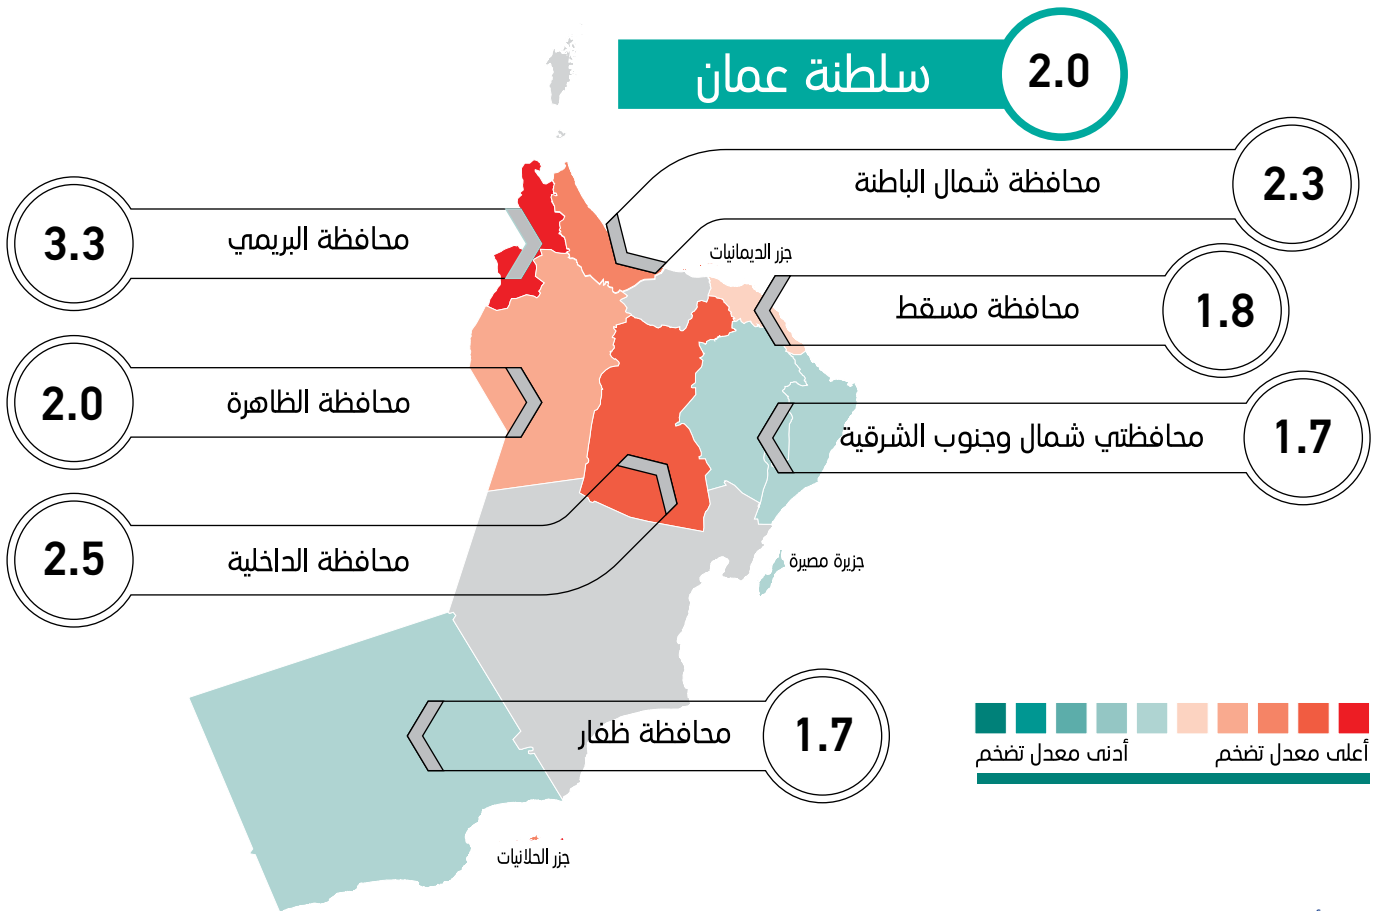 سلطنة عمان
2.0
محافظة شمال الباطنة
2.3
محافظة البريمي
3.3
جزر الديمانيات
محافظة مسقط
1.8
محافظة الظاهرة
2.0
محافظتي شمال وجنوب الشرقية
1.7
محافظة الداخلية
2.5
جزيرة مصيرة
محافظة ظفار
1.7
أعلى معدل تضخم
أدنى معدل تضخم
جزر الحلانيات